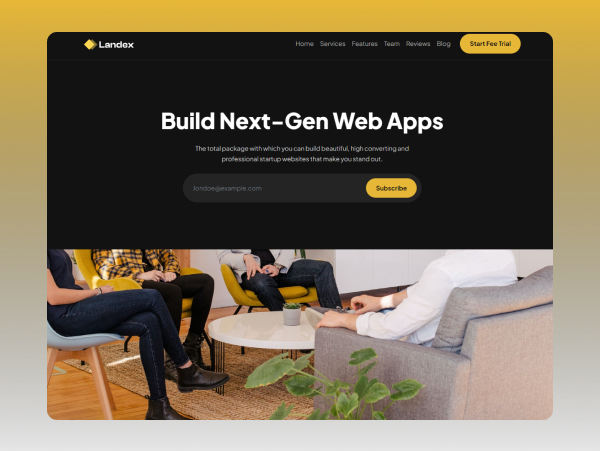 Landex
Home Services Features Team Reviews Blog Start Fee Trial
Build Next-Gen Web Apps
The total package with which you can build beautiful, high converting and
professional startup websites that make you stand out.
Jondoe@example.com Subscribe